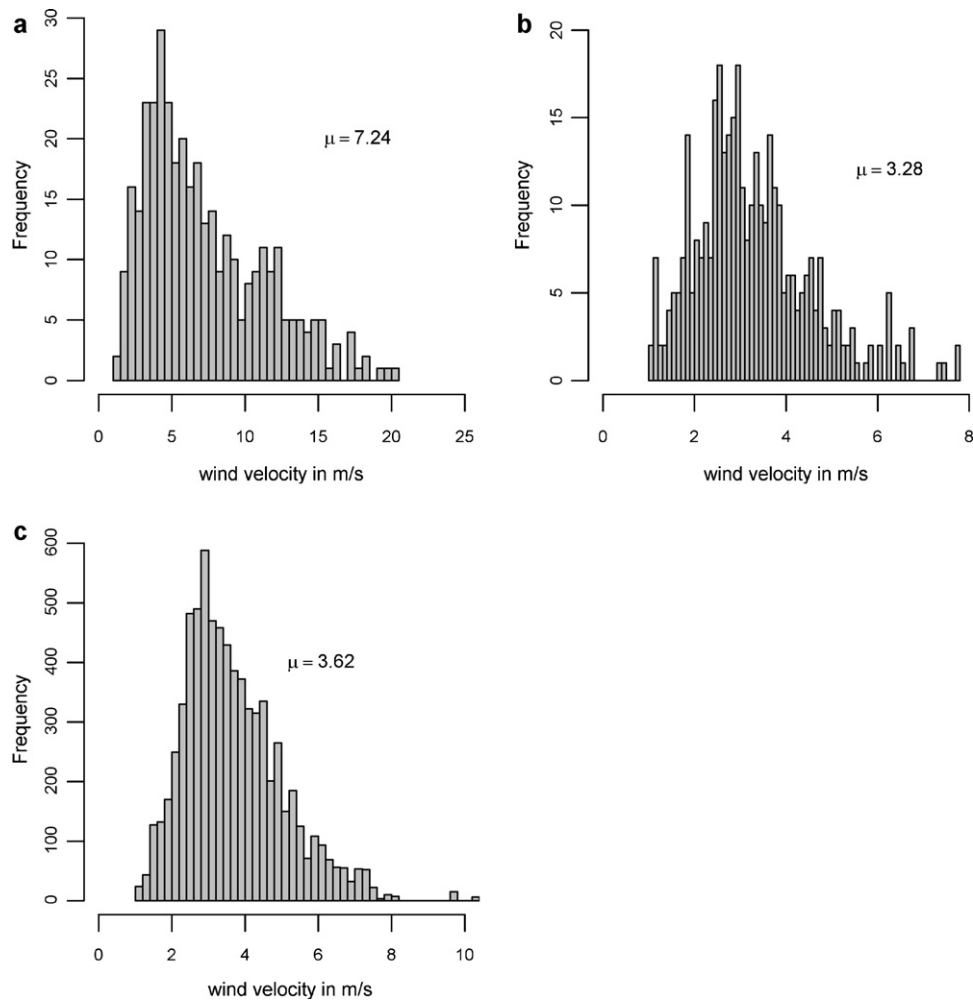 a
30
25
20
15
10
5
0
Frequency
μ = 7.24
0 5 10 15 20 25
wind velocity in m/s
b
20
15
10
5
0
Frequency
μ = 3.28
0 2 4 6 8
wind velocity in m/s
c
600
500
400
300
200
100
0
Frequency
μ = 3.62
0 2 4 6 8 10
wind velocity in m/s